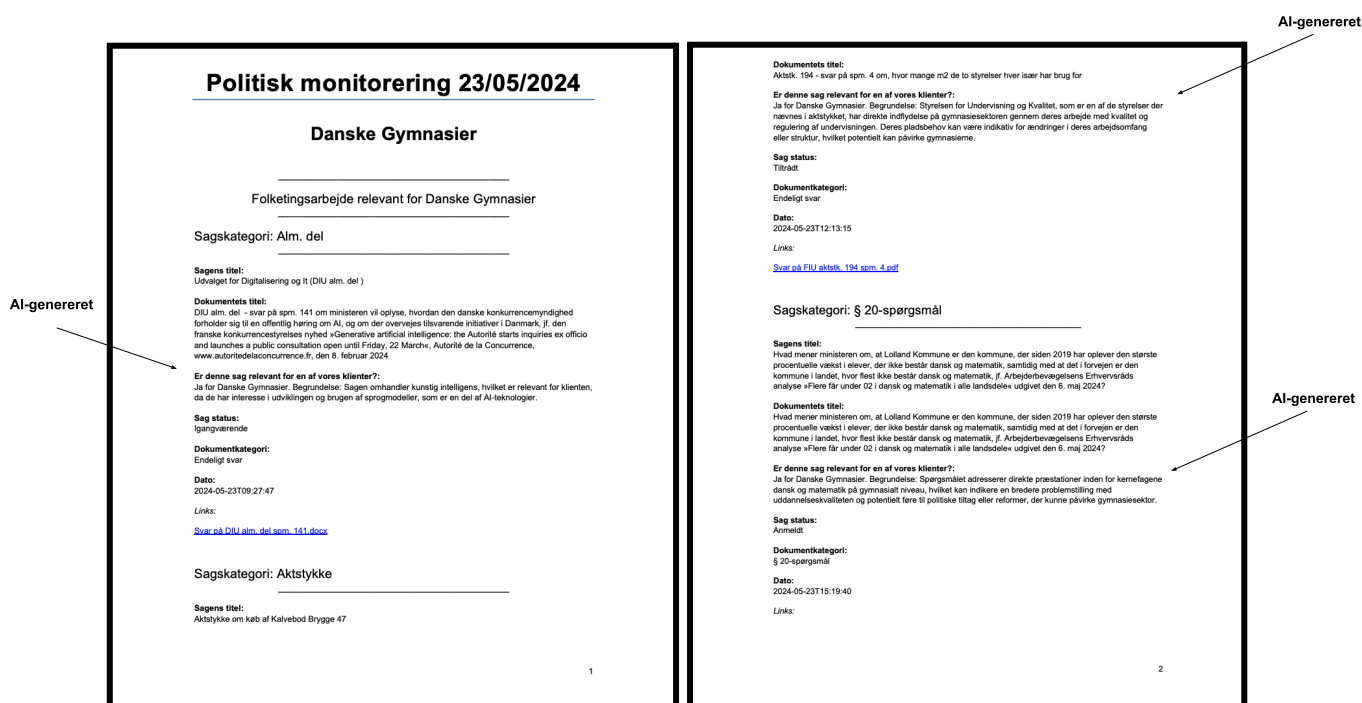 AI-genereret
Politisk monitorering 23/05/2024
Danske Gymnasier
Folketingsarbejde relevant for Danske Gymnasier
Sagskategori: Alm. del
Sagens titel:
Udvalget for Digitalisering og It (DIU alm. del )
AI-genereret
Dokumentets titel:
DIU alm. del  - svar på spm. 141 om ministeren vil oplyse, hvordan den danske konkurrencemyndighed
forholder sig til en offentlig høring om AI, og om der overvejes tilsvarende initiativer i Danmark, jf. den
franske konkurrencestyrelses nyhed »Generative artificial intelligence: the Autorité starts inquiries ex officio
and launches a public consultation open until Friday, 22 March«, Autorité de la Concurrence,
www.autoritedelaconcurrence.fr, den 8. februar 2024
Er denne sag relevant for en af vores klienter?:
Ja for Danske Gymnasier. Begrundelse: Sagen omhandler kunstig intelligens, hvilket er relevant for klienten,
da de har interesse i udviklingen og brugen af sprogmodeller, som er en del af AI-teknologier.
Sag status:
Igangværende
Dokumentkategori:
Endeligt svar
Dato:
2024-05-23T09:27:47
Links:
Svar på DIU alm. del spm. 141.docx
Sagskategori: Aktstykke
Sagens titel:
Aktstykke om køb af Kalvebod Brygge 47
1
Dokumentets titel:
Aktstk. 194 - svar på spm. 4 om, hvor mange m2 de to styrelser hver især har brug for
Er denne sag relevant for en af vores klienter?:
Ja for Danske Gymnasier. Begrundelse: Styrelsen for Undervisning og Kvalitet, som er en af de styrelser der
nævnes i aktstykket, har direkte indflydelse på gymnasiesektoren gennem deres arbejde med kvalitet og
regulering af undervisningen. Deres pladsbehov kan være indikativ for ændringer i deres arbejdsomfang
eller struktur, hvilket potentielt kan påvirke gymnasierne.
Sag status:
Tiltrådt
Dokumentkategori:
Endeligt svar
Dato:
2024-05-23T12:13:15
Links:
Svar på FIU aktstk. 194 spm. 4.pdf
Sagskategori: § 20-spørgsmål
Sagens titel:
Hvad mener ministeren om, at Lolland Kommune er den kommune, der siden 2019 har oplever den største
procentuelle vækst i elever, der ikke består dansk og matematik, samtidig med at det i forvejen er den
kommune i landet, hvor flest ikke består dansk og matematik, jf. Arbejderbevægelsens Erhvervsråds
analyse »Flere får under 02 i dansk og matematik i alle landsdele« udgivet den 6. maj 2024?
AI-genereret
Dokumentets titel:
Hvad mener ministeren om, at Lolland Kommune er den kommune, der siden 2019 har oplever den største
procentuelle vækst i elever, der ikke består dansk og matematik, samtidig med at det i forvejen er den
kommune i landet, hvor flest ikke består dansk og matematik, jf. Arbejderbevægelsens Erhvervsråds
analyse »Flere får under 02 i dansk og matematik i alle landsdele« udgivet den 6. maj 2024?
Er denne sag relevant for en af vores klienter?:
Ja for Danske Gymnasier. Begrundelse: Spørgsmålet adresserer direkte præstationer inden for kernefagene
dansk og matematik på gymnasialt niveau, hvilket kan indikere en bredere problemstilling med
uddannelseskvaliteten og potentielt føre til politiske tiltag eller reformer, der kunne påvirke gymnasiesektor.
Sag status:
Anmeldt
Dokumentkategori:
§ 20-spørgsmål
Dato:
2024-05-23T15:19:40
Links:
2